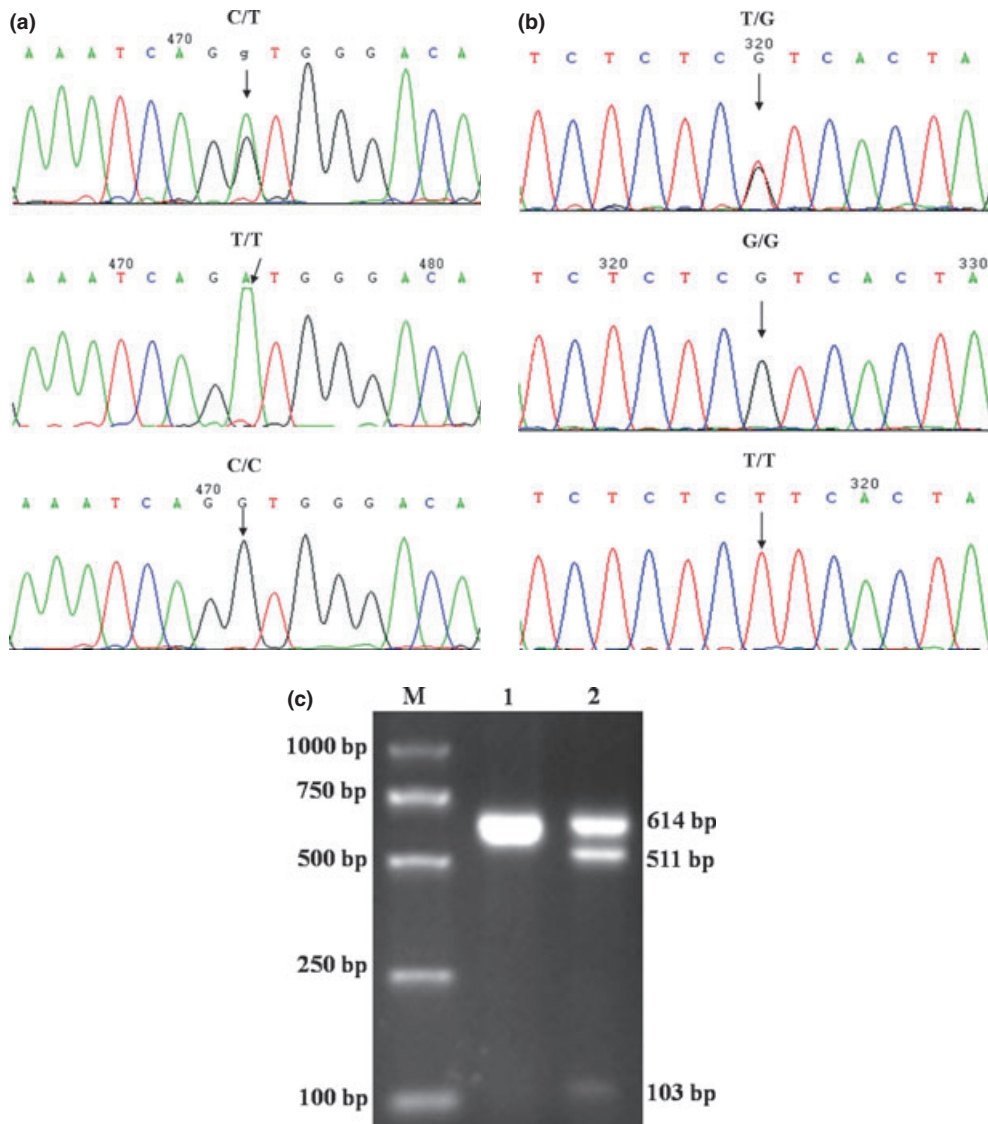 (a)
C/T
470
A A A T C A G g T G G G A C A
T/T
470 480
A A A T C A G A T G G G A C A
C/C
470
A A A T C A G G T G G G A C A
(b)
T/G
320
T C T C T C G T C A C T A
G/G
320 330
T C T C T C G T C A C T A
T/T
320
T C T C T C T T C A C T A
(c)
M 1 2
1000 bp
750 bp
614 bp
500 bp
511 bp
250 bp
100 bp
103 bp